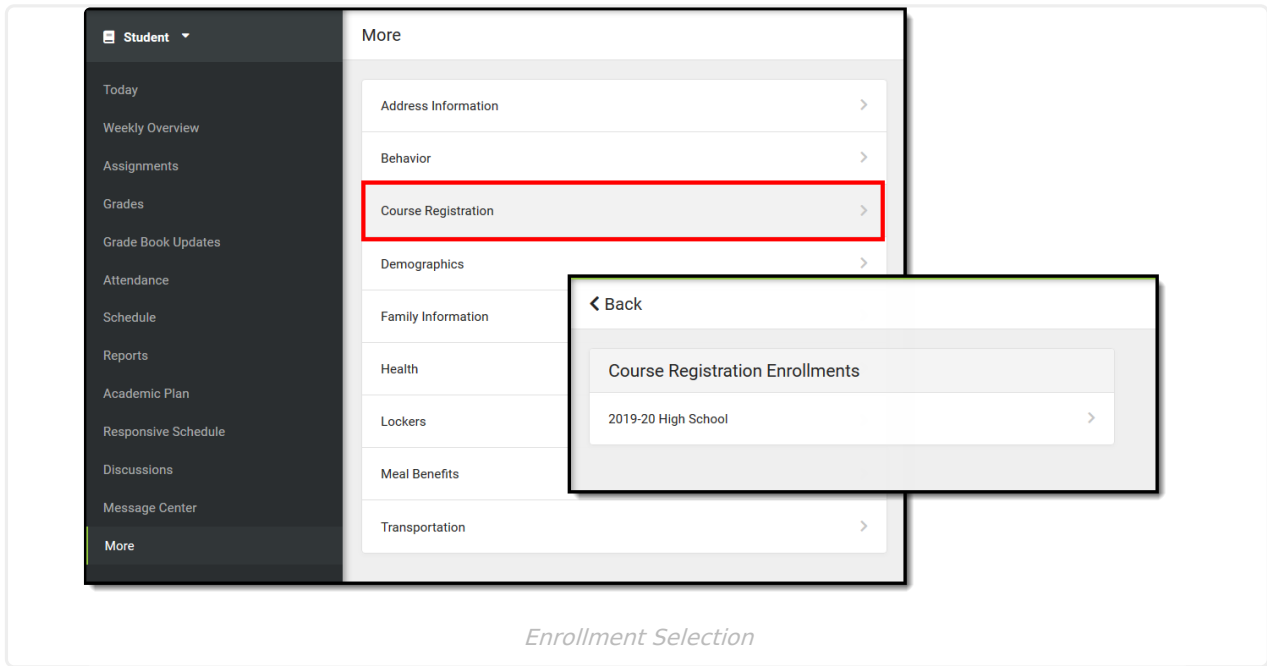 Student
Today
Weekly Overview
Assignments
Grades
Grade Book Updates
Attendance
Schedule
Reports
Academic Plan
Responsive Schedule
Discussions
Message Center
More
More
Address Information
Behavior
Course Registration
Demographics
Family Information
Health
Lockers
Meal Benefits
Transportation
Back
Course Registration Enrollments
2019-20 High School
Enrollment Selection